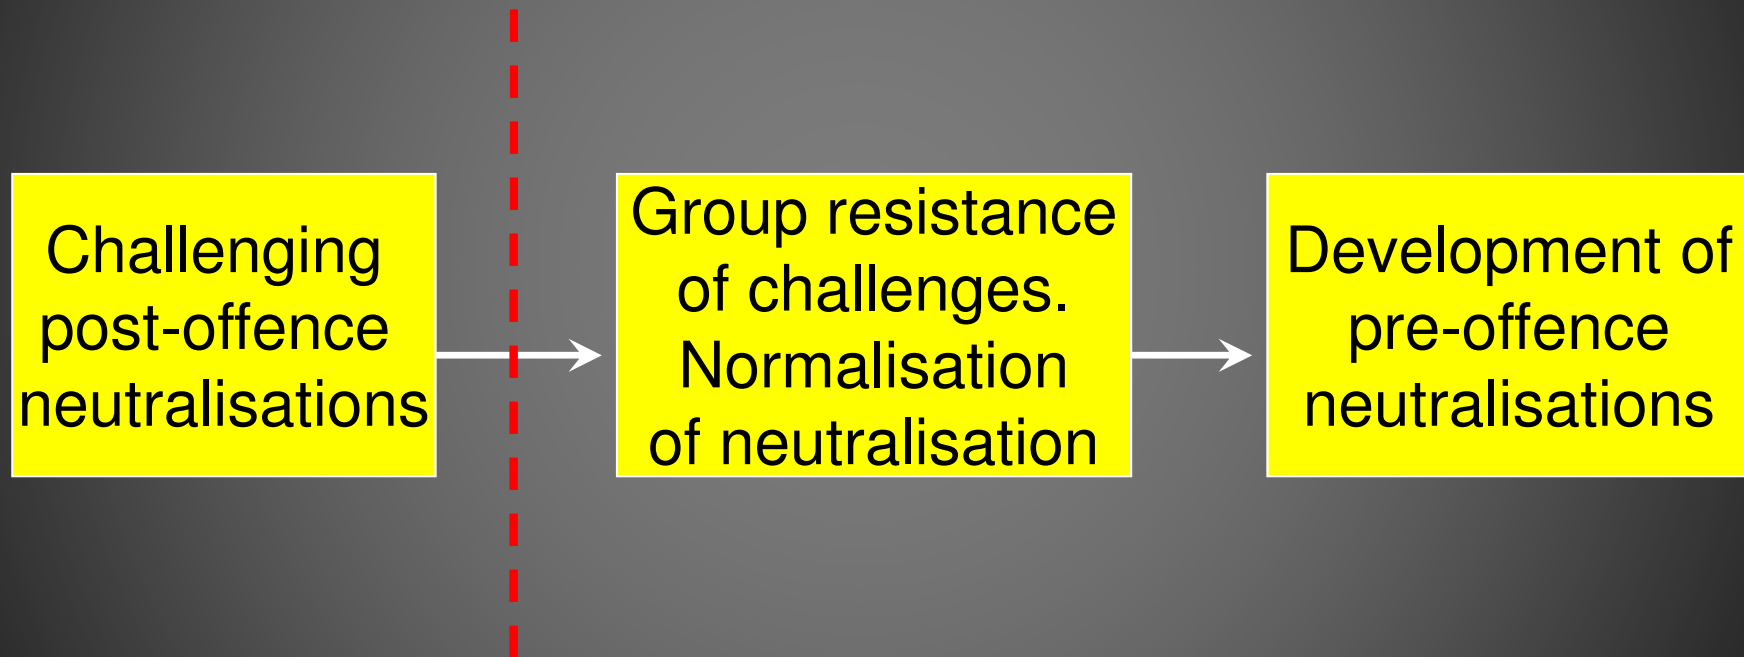 Challenging
post-offence
neutralisations
Group resistance
of challenges.
Normalisation
of neutralisation
Development of
pre-offence
neutralisations